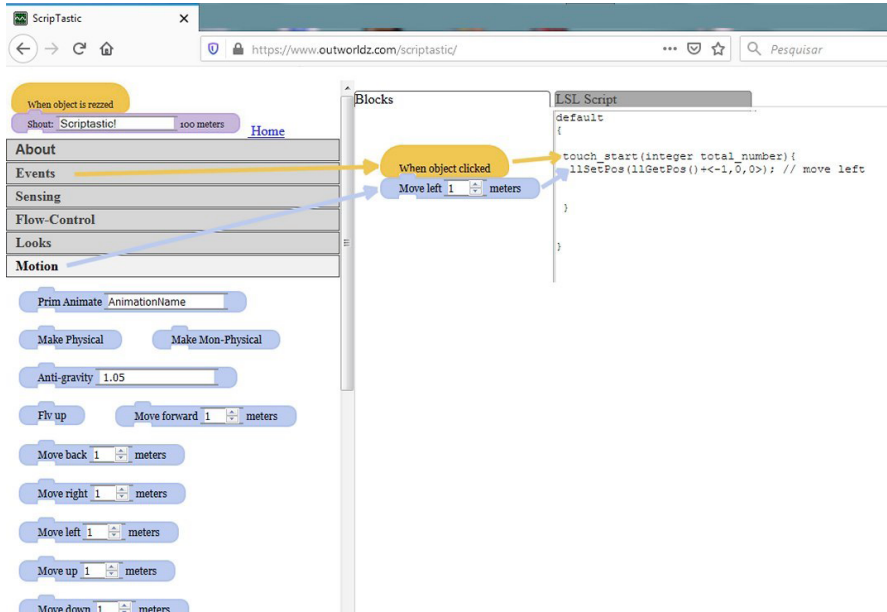 ScripTastic
https://www.outworldz.com/scriptastic/
Pesquisar
When object is rezzed
Shout: Scriptastic! 100 meters
Home
About
Events
Sensing
Flow-Control
Looks
Motion
Prim Animate AnimationName
Make Physical Make Mon-Physical
Anti-gravity 1.05
Fly up Move forward 1 meters
Move back 1 meters
Move right 1 meters
Move left 1 meters
Move up 1 meters
Move down 1 meters
Blocks LSL Script
When object clicked
Move left 1 meters
default
{
touch_start(integer total_number){
llSetPos(llGetPos()+<-1,0,0>); // move left
}
}